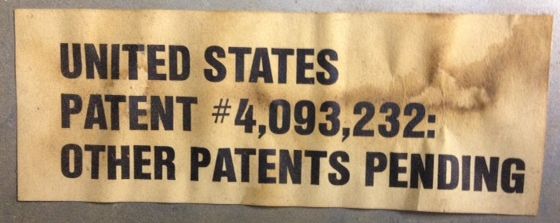 UNITED STATES
PATENT #4,093,232:
OTHER PATENTS PENDING